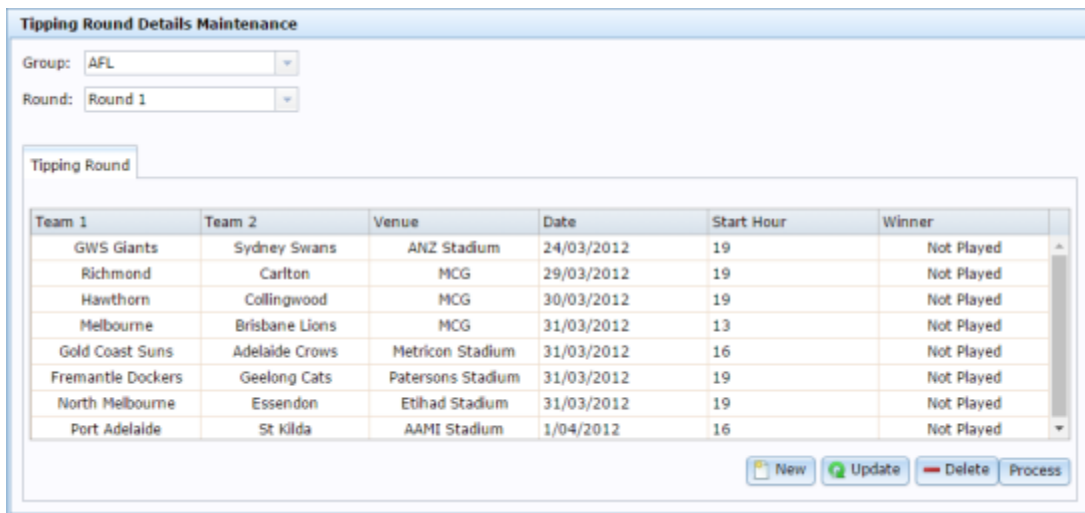 Tipping Round Details Maintenance
Group: AFL
Round: Round 1
Tipping Round
Team 1 Team 2 Venue Date Start Hour Winner
GWS Giants Sydney Swans ANZ Stadium 24/03/2012 19 Not Played
Richmond Carlton MCG 29/03/2012 19 Not Played
Hawthorn Collingwood MCG 30/03/2012 19 Not Played
Melbourne Brisbane Lions MCG 31/03/2012 13 Not Played
Gold Coast Suns Adelaide Crows Metricon Stadium 31/03/2012 16 Not Played
Fremantle Dockers Geelong Cats Patersons Stadium 31/03/2012 19 Not Played
North Melbourne Essendon Etihad Stadium 31/03/2012 19 Not Played
Port Adelaide St Kilda AAMI Stadium 1/04/2012 16 Not Played
New Update Delete Process